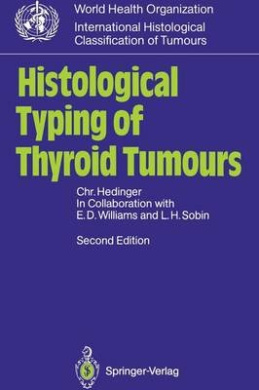 World Health Organization
International Histological
Classification of Tumours
Histological
Typing of
Thyroid Tumours
Chr. Hedinger
In Collaboration with
E. D. Williams and L. H. Sobin
Second Edition
Springer-Verlag